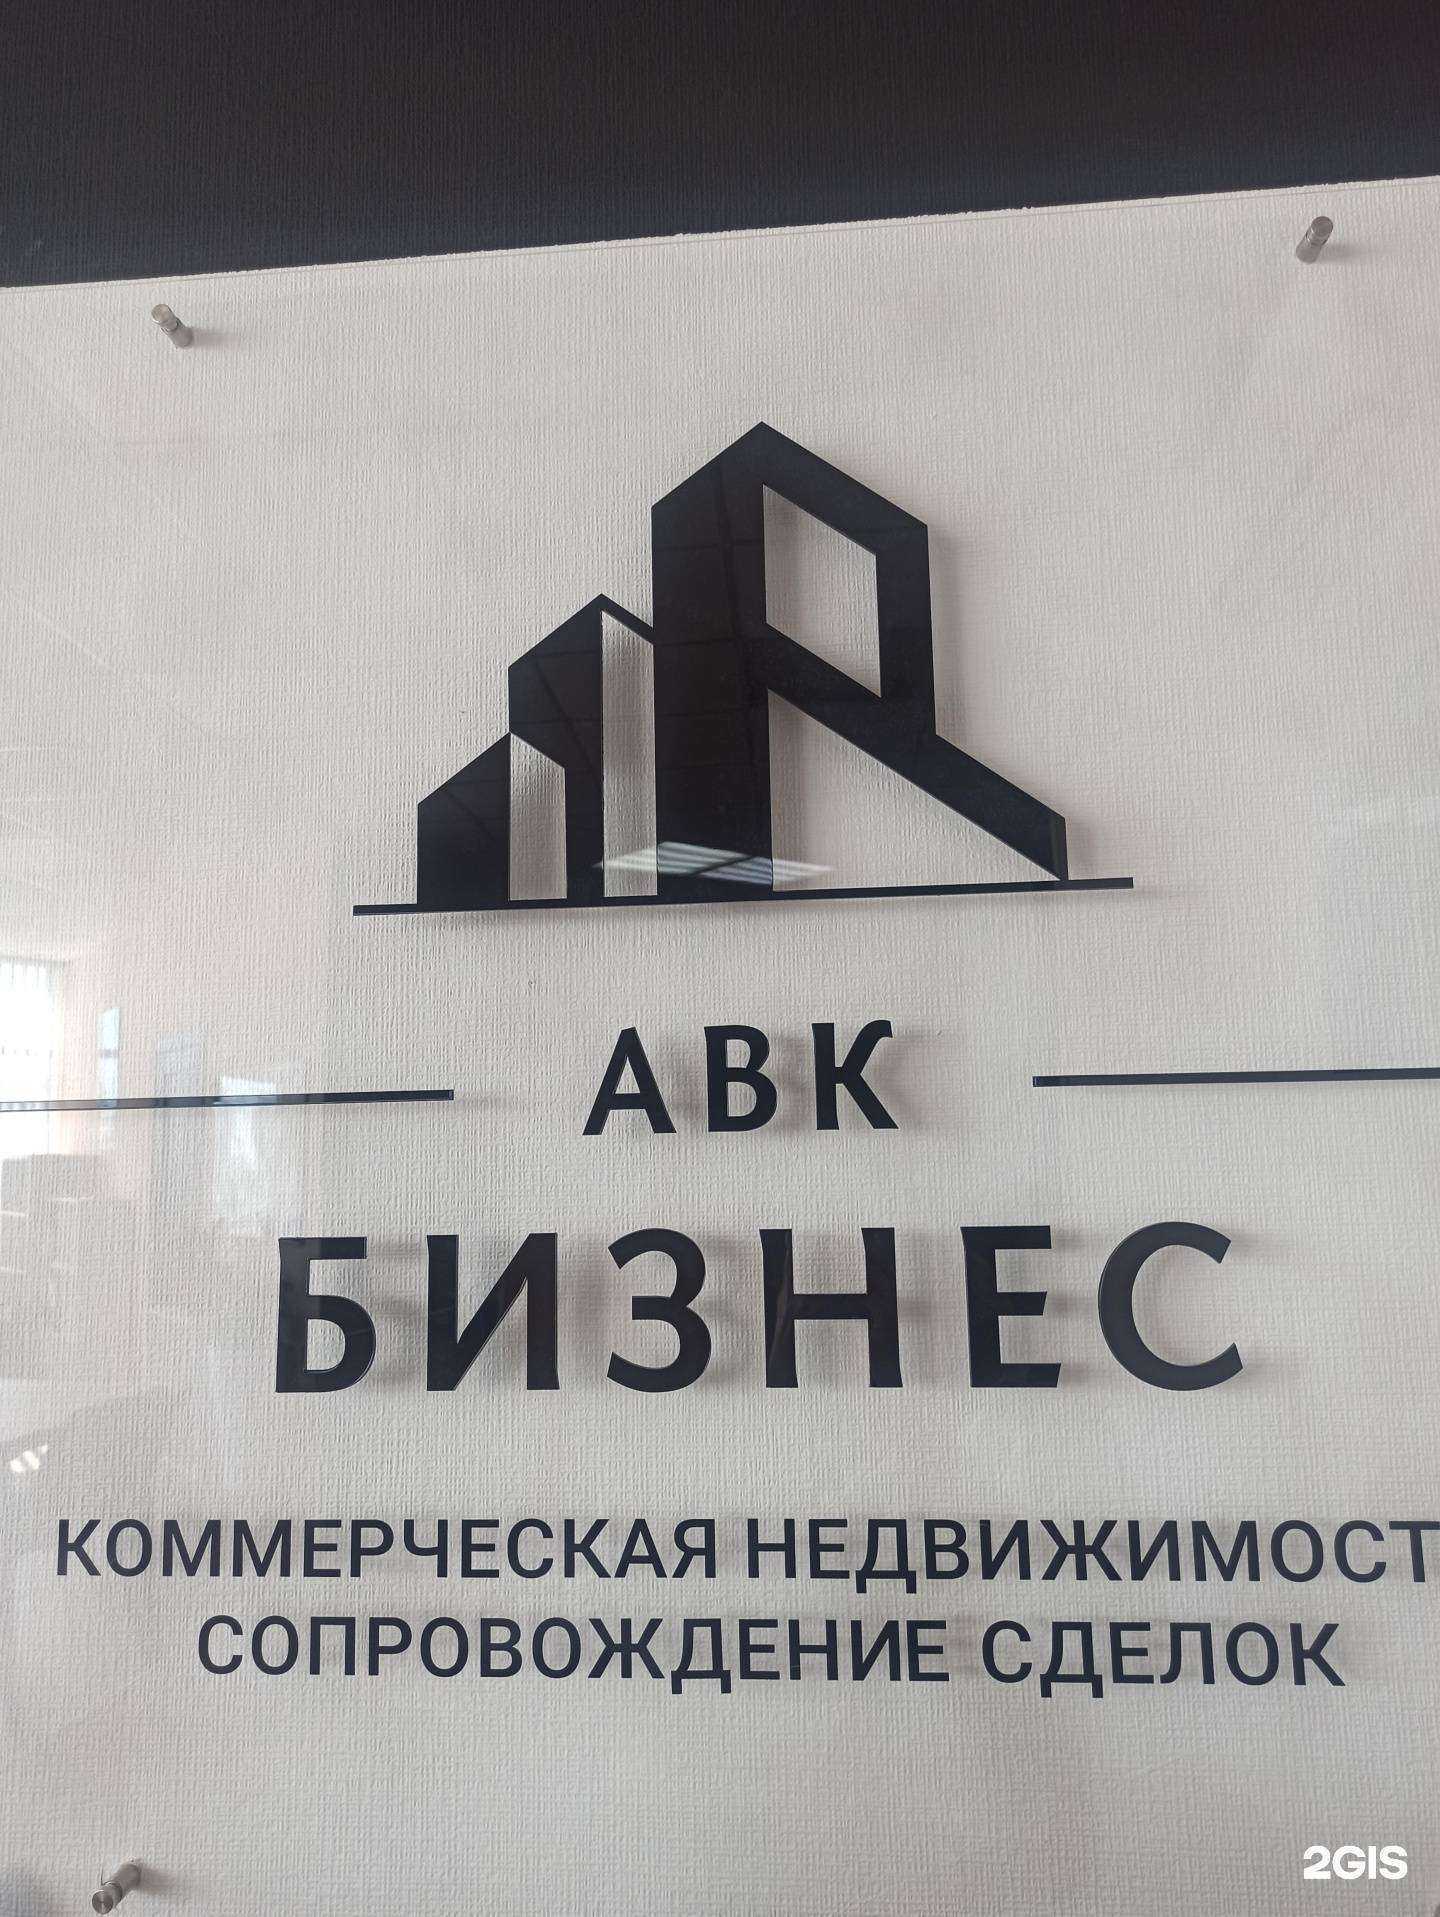 АВК
БИЗНЕС
КОММЕРЧЕСКАЯ НЕДВИЖИМОСТ
СОПРОВОЖДЕНИЕ СДЕЛОК
2GIS